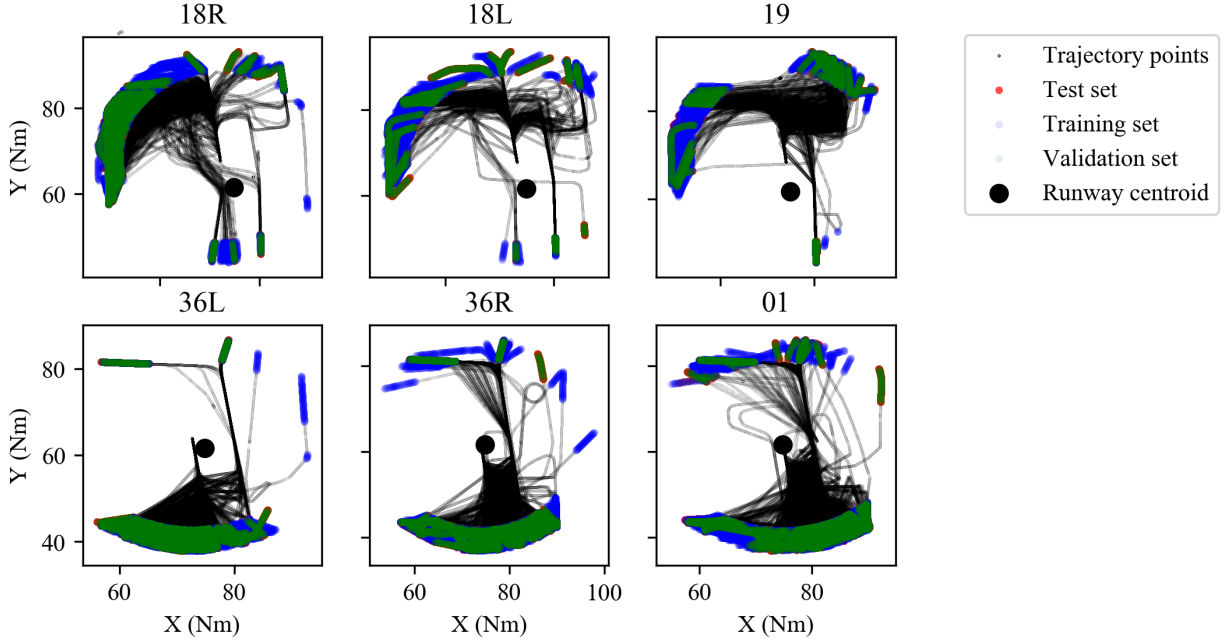 18R
18L
19
80
60
Y (Nm)
Trajectory points
Test set
Training set
Validation set
Runway centroid
36L
36R
01
80
60
40
Y (Nm)
60
80
60
80
100
60
80
X (Nm)
X (Nm)
X (Nm)